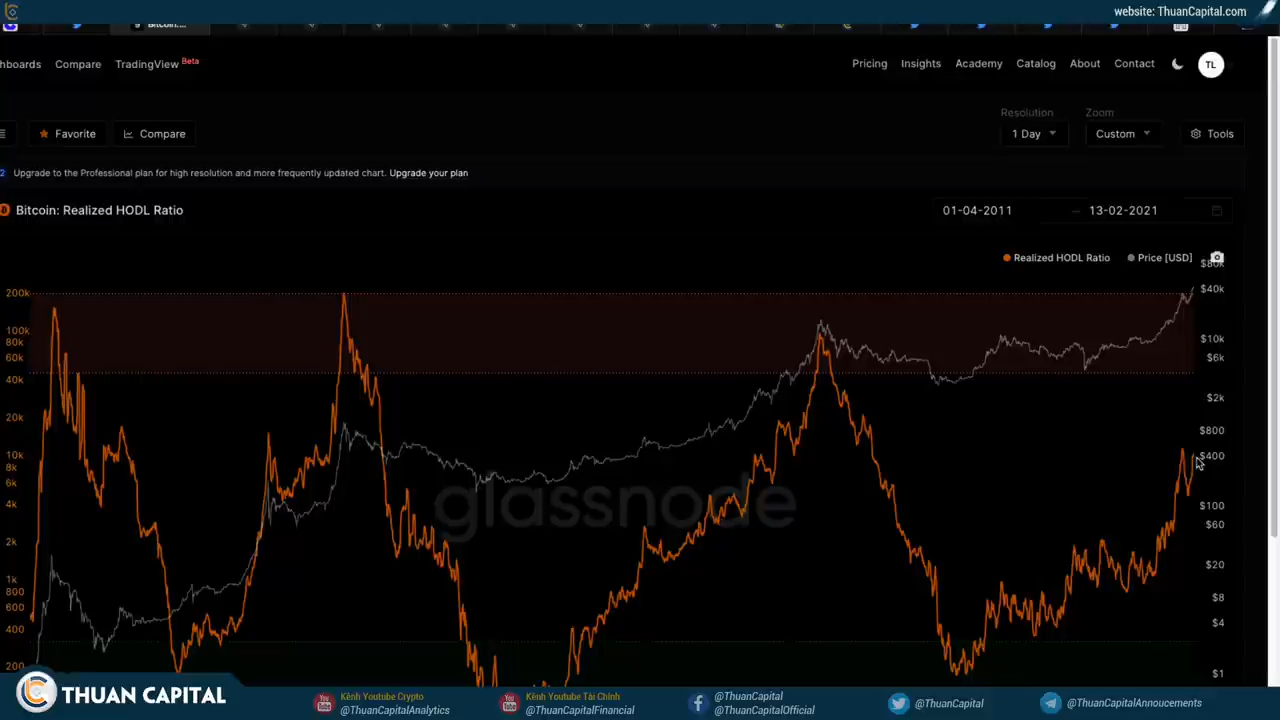 website: ThuanCapital.com
Bitcoin:...
hboards Compare TradingView Beta
Pricing Insights Academy Catalog About Contact TL
Resolution Zoom
Favorite Compare 1 Day Custom Tools
Upgrade to the Professional plan for high resolution and more frequently updated chart. Upgrade your plan
Bitcoin: Realized HODL Ratio 01-04-2011 – 13-02-2021
Realized HODL Ratio Price [USD]
$80k
200k $40k
100k $10k
80k
60k $6k
40k
$2k
20k
$800
10k $400
8k
6k
glassnode
4k $100
$60
2k
$20
1k
800 $8
600
400 $4
200 $1
THUAN CAPITAL
Kênh Youtube Crypto
@ThuanCapitalAnalytics
Kênh Youtube Tài Chính
@ThuanCapitalFinancial
@ThuanCapital
@ThuanCapitalOfficial
@ThuanCapital
@ThuanCapitalAnnoucements